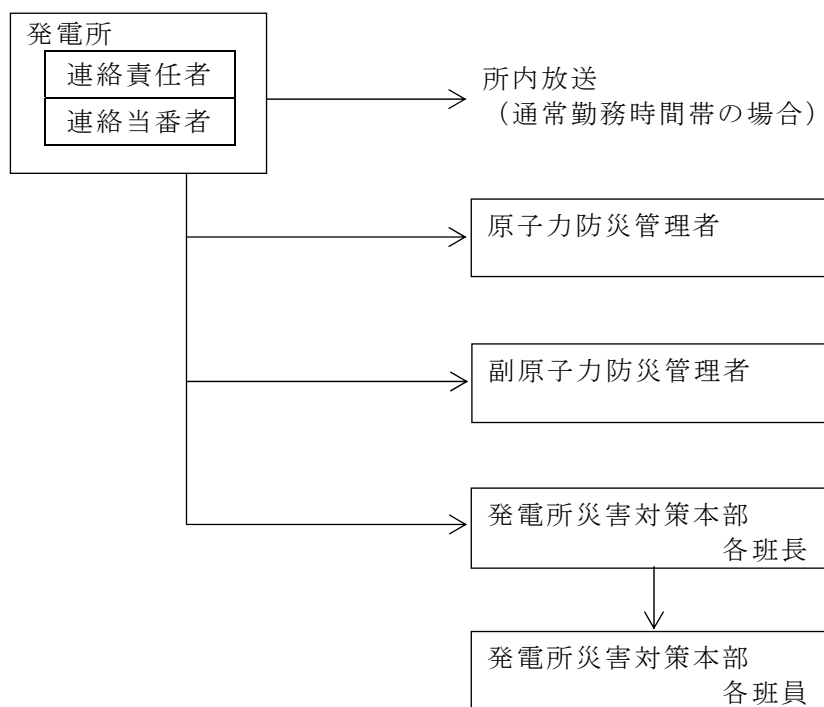 発電所
連絡責任者
連絡当番者
所内放送
（通常勤務時間帯の場合）
原子力防災管理者
副原子力防災管理者
発電所災害対策本部
各班長
発電所災害対策本部
各班員